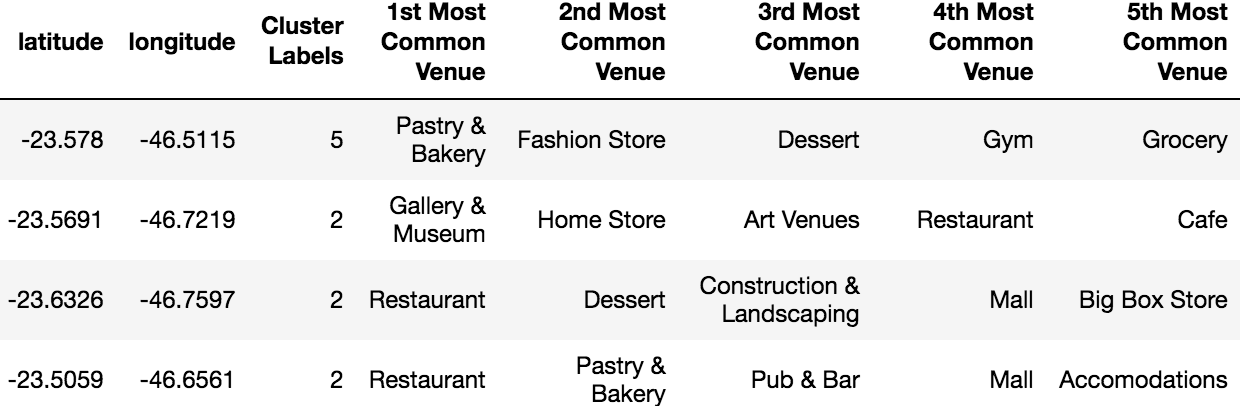 latitude longitude Cluster Labels 1st Most Common Venue 2nd Most Common Venue 3rd Most Common Venue 4th Most Common Venue 5th Most Common Venue
-23.578 -46.5115 5 Pastry & Bakery Fashion Store Dessert Gym Grocery
-23.5691 -46.7219 2 Gallery & Museum Home Store Art Venues Restaurant Cafe
-23.6326 -46.7597 2 Restaurant Dessert Construction & Landscaping Mall Big Box Store
-23.5059 -46.6561 2 Restaurant Pastry & Bakery Pub & Bar Mall Accomodations